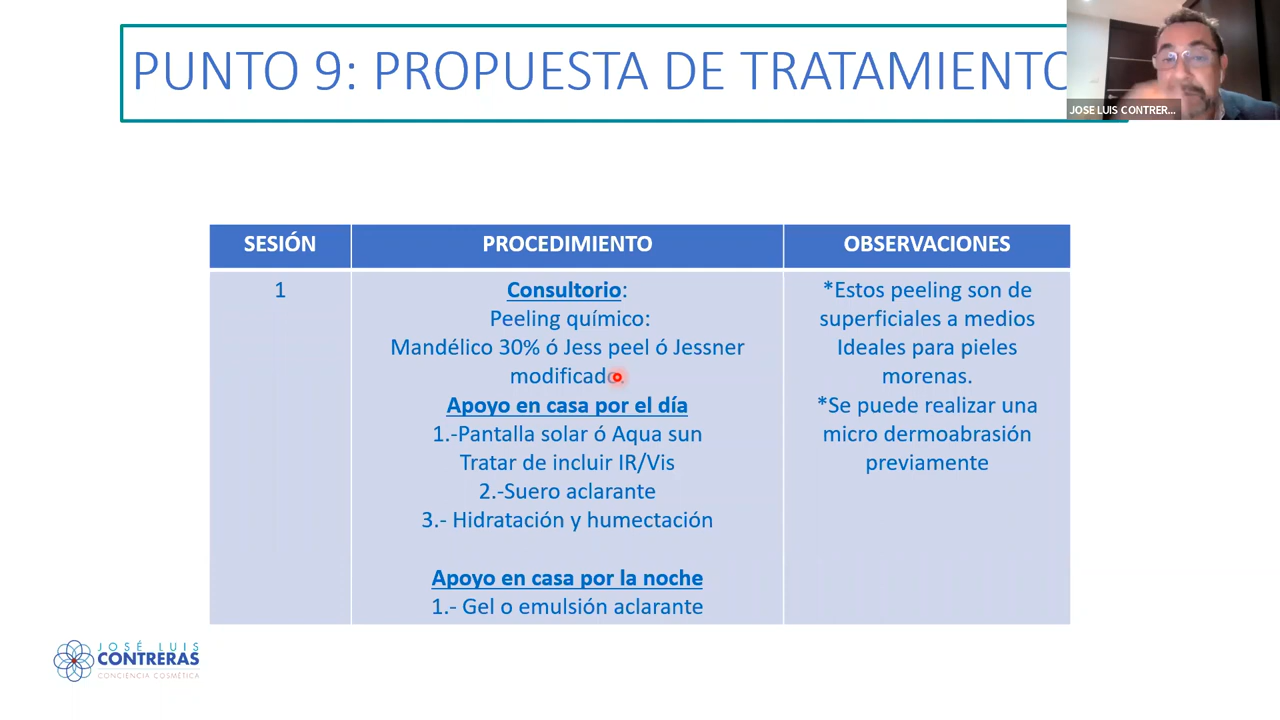 PUNTO 9: PROPUESTA DE TRATAMIENTO
JOSE LUIS CONTRER...
SESIÓN
PROCEDIMIENTO
OBSERVACIONES
1
Consultorio:
Peeling químico:
Mandélico 30% ó Jess peel ó Jessner
modificado.
Apoyo en casa por el día
1.-Pantalla solar ó Aqua sun
Tratar de incluir IR/Vis
2.-Suero aclarante
3.- Hidratación y humectación
Apoyo en casa por la noche
1.- Gel o emulsión aclarante
*Estos peeling son de
superficiales a medios
Ideales para pieles
morenas.
*Se puede realizar una
micro dermoabrasión
previamente
JOSÉ LUIS
CONTRERAS
CONCIENCIA COSMÉTICA